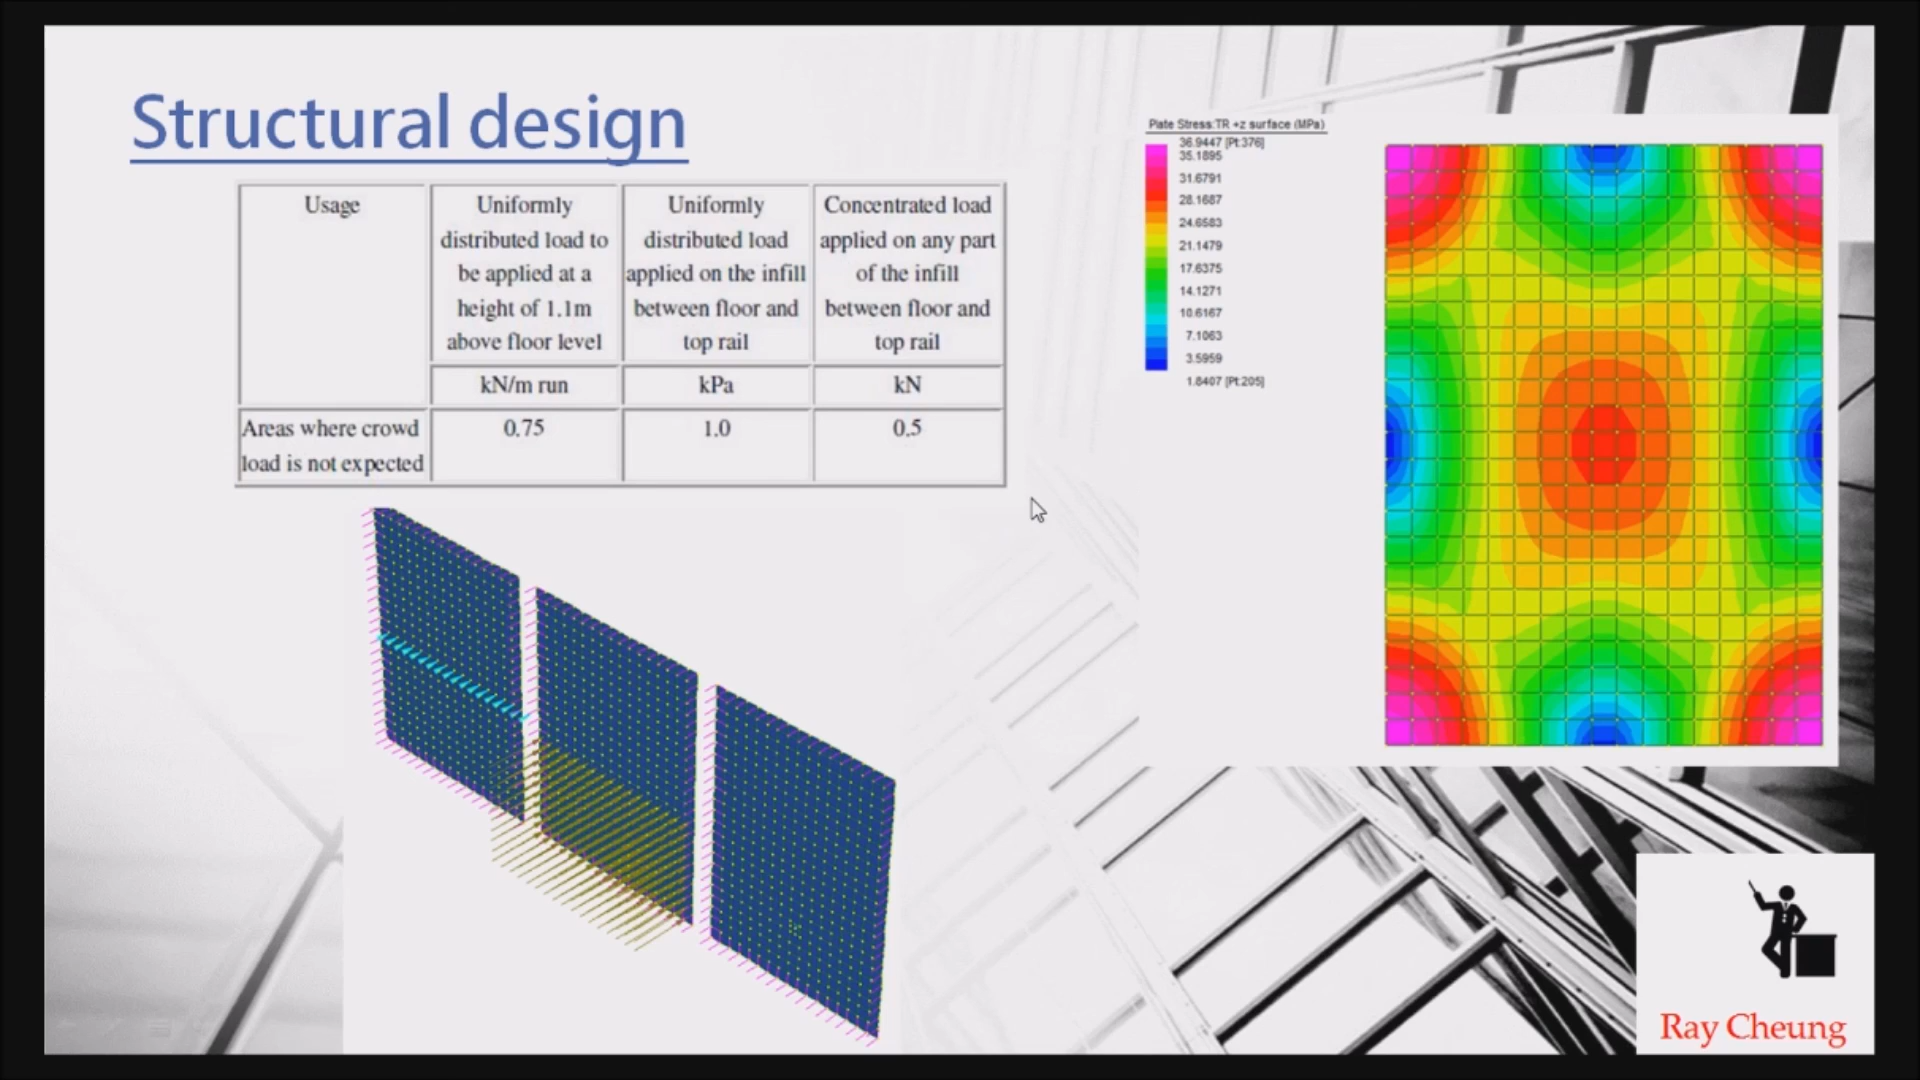 Structural design
Usage
Uniformly
distributed load to
be applied at a
height of 1.1m
above floor level
Uniformly
distributed load
applied on the infill
between floor and
top rail
Concentrated load
applied on any part
of the infill
between floor and
top rail
kN/m run
kPa
kN
Areas where crowd
load is not expected
0.75
1.0
0.5
Plate Stress:TR +z surface (MPa)
36.9447 [Pt:376]
35.1895
31.6791
28.1687
24.6583
21.1479
17.6375
14.1271
10.6167
7.1063
3.5959
1.8407 [Pt:205]
Ray Cheung